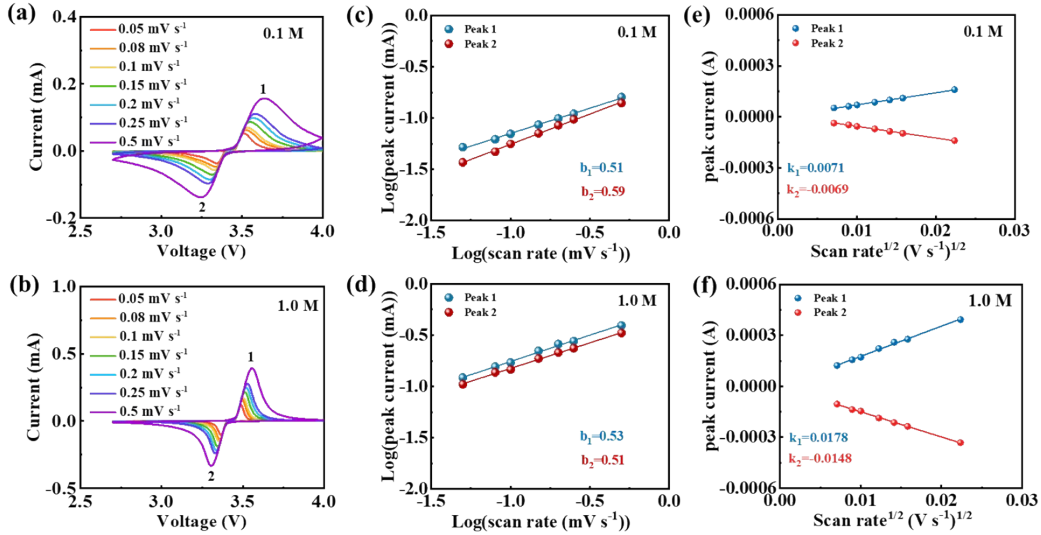 (a)
0.05 mV s⁻¹
0.08 mV s⁻¹
0.1 mV s⁻¹
0.15 mV s⁻¹
0.2 mV s⁻¹
0.25 mV s⁻¹
0.5 mV s⁻¹
0.1 M
1
2
0.4
0.2
0.0
-0.2
2.5 3.0 3.5 4.0
Current (mA)
Voltage (V)
(c)
Peak 1
Peak 2
0.1 M
b₁=0.51
b₂=0.59
0.0
-0.5
-1.0
-1.5
-2.0
-1.5 -1.0 -0.5 0.0
Log(peak current (mA))
Log(scan rate (mV s⁻¹))
(e)
Peak 1
Peak 2
0.1 M
k₁=0.0071
k₂=-0.0069
0.0006
0.0003
0.0000
-0.0003
-0.0006
0.00 0.01 0.02 0.03
peak current (A)
Scan rate¹/² (V s⁻¹)¹/²
(b)
0.05 mV s⁻¹
0.08 mV s⁻¹
0.1 mV s⁻¹
0.15 mV s⁻¹
0.2 mV s⁻¹
0.25 mV s⁻¹
0.5 mV s⁻¹
1.0 M
1
2
1.0
0.5
0.0
-0.5
2.5 3.0 3.5 4.0
Current (mA)
Voltage (V)
(d)
Peak 1
Peak 2
1.0 M
b₁=0.53
b₂=0.51
-0.0
-0.5
-1.0
-1.5
-2.0
-1.5 -1.0 -0.5 0.0
Log(peak current (mA))
Log(scan rate (mV s⁻¹))
(f)
Peak 1
Peak 2
1.0 M
k₁=0.0178
k₂=-0.0148
0.0006
0.0003
0.0000
-0.0003
-0.0006
0.00 0.01 0.02 0.03
peak current (A)
Scan rate¹/² (V s⁻¹)¹/²